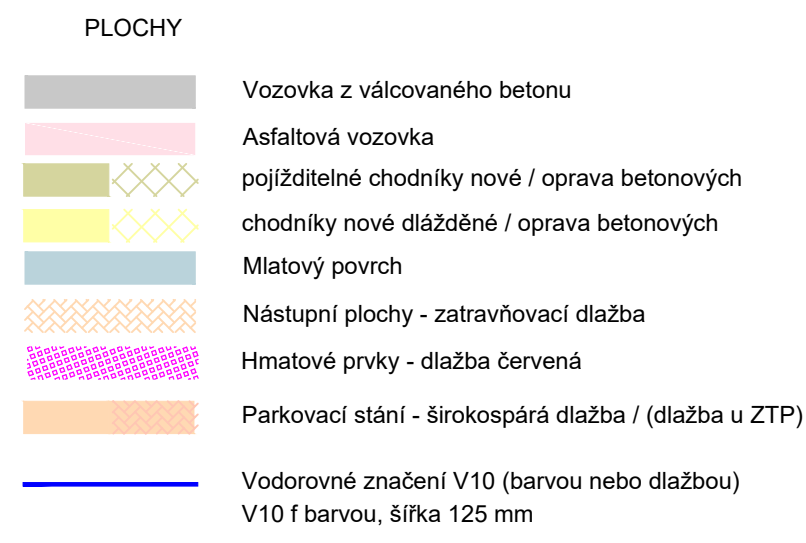 PLOCHY
Vozovka z válcovaného betonu
Asfaltová vozovka
pojížditelné chodníky nové / oprava betonových
chodníky nové dlážděné / oprava betonových
Mlatový povrch
Nástupní plochy - zatravňovací dlažba
Hmatové prvky - dlažba červená
Parkovací stání - širokospárá dlažba / (dlažba u ZTP)
Vodorovné značení V10 (barvou nebo dlažbou)
V10 f barvou, šířka 125 mm